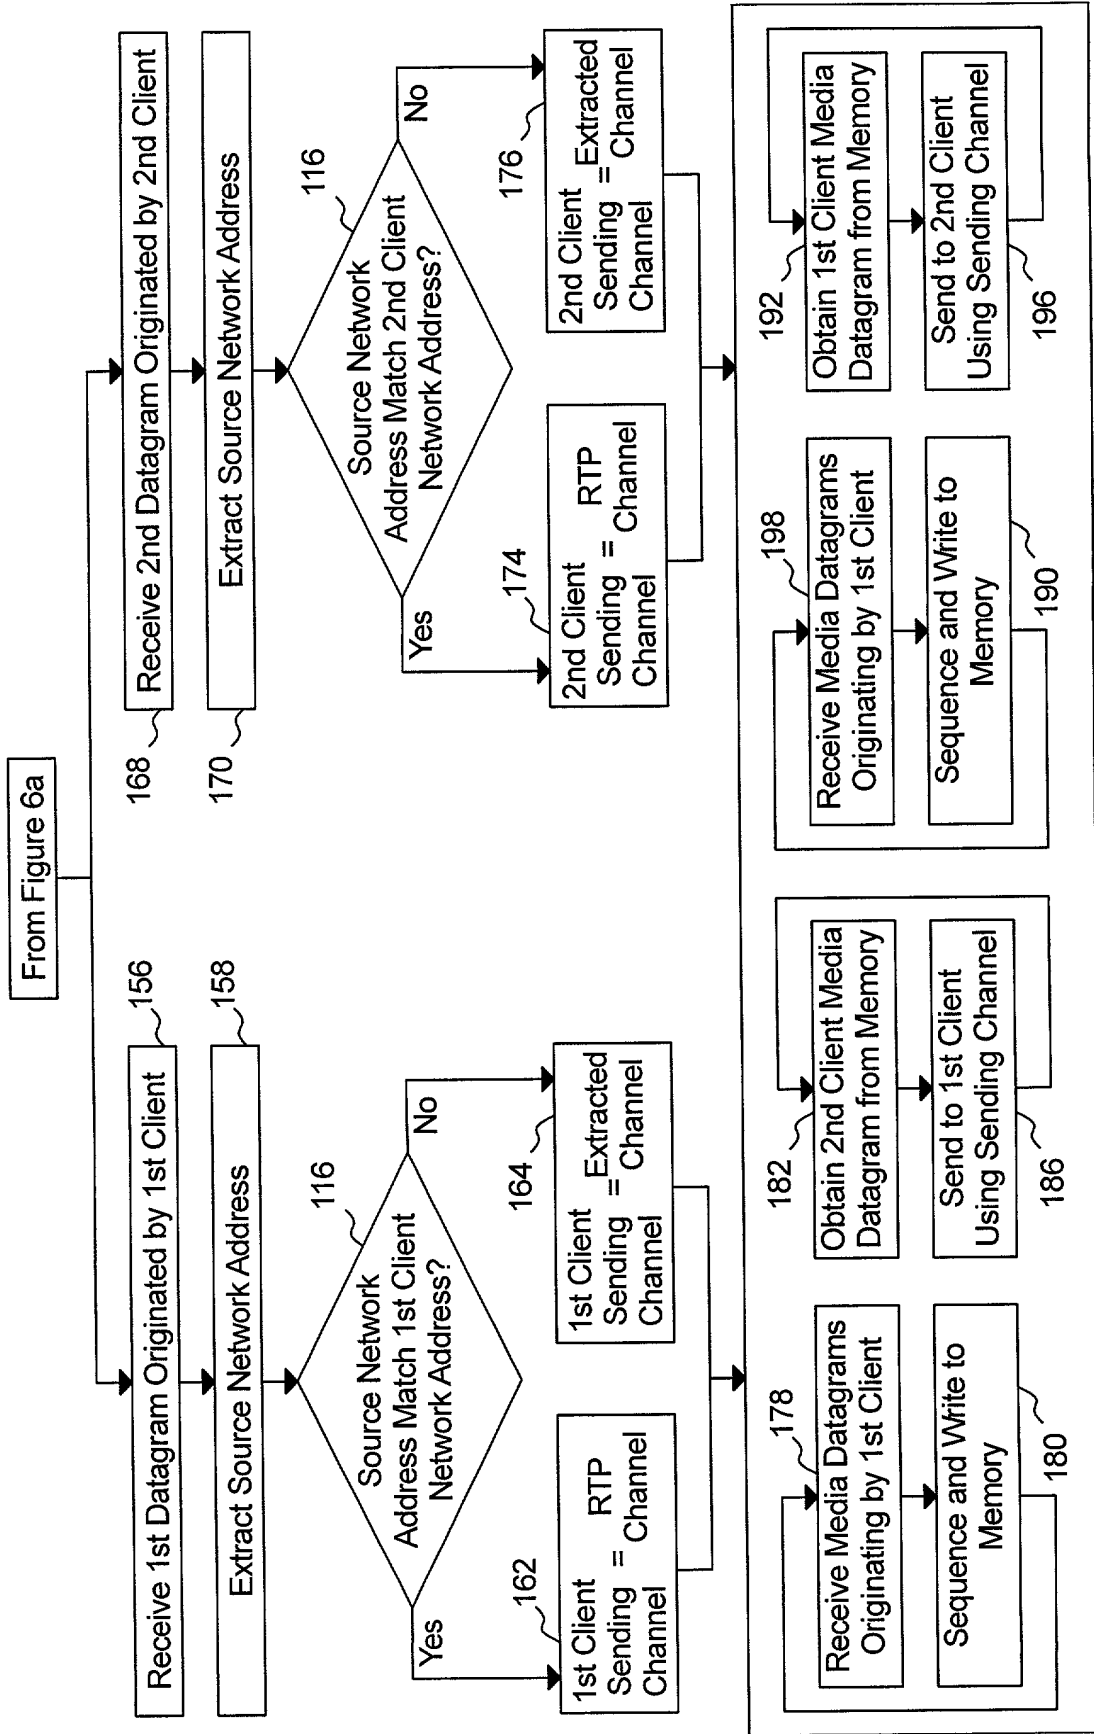 From Figure 6a
Receive 1st Datagram Originated by 1st Client
156
Extract Source Network Address
158
Source Network
Address Match 1st Client
Network Address?
116
Yes
No
162
1st Client
Sending = RTP
Channel Channel
164
1st Client
Sending = Extracted
Channel Channel
Receive 2nd Datagram Originated by 2nd Client
168
Extract Source Network Address
170
Source Network
Address Match 2nd Client
Network Address?
116
Yes
No
174
2nd Client
Sending = RTP
Channel Channel
176
2nd Client
Sending = Extracted
Channel Channel
178
Receive Media Datagrams
Originating by 1st Client
Sequence and Write to
Memory
180
182
Obtain 2nd Client Media
Datagram from Memory
Send to 1st Client
Using Sending Channel
186
198
Receive Media Datagrams
Originating by 1st Client
Sequence and Write to
Memory
190
192
Obtain 1st Client Media
Datagram from Memory
Send to 2nd Client
Using Sending Channel
196